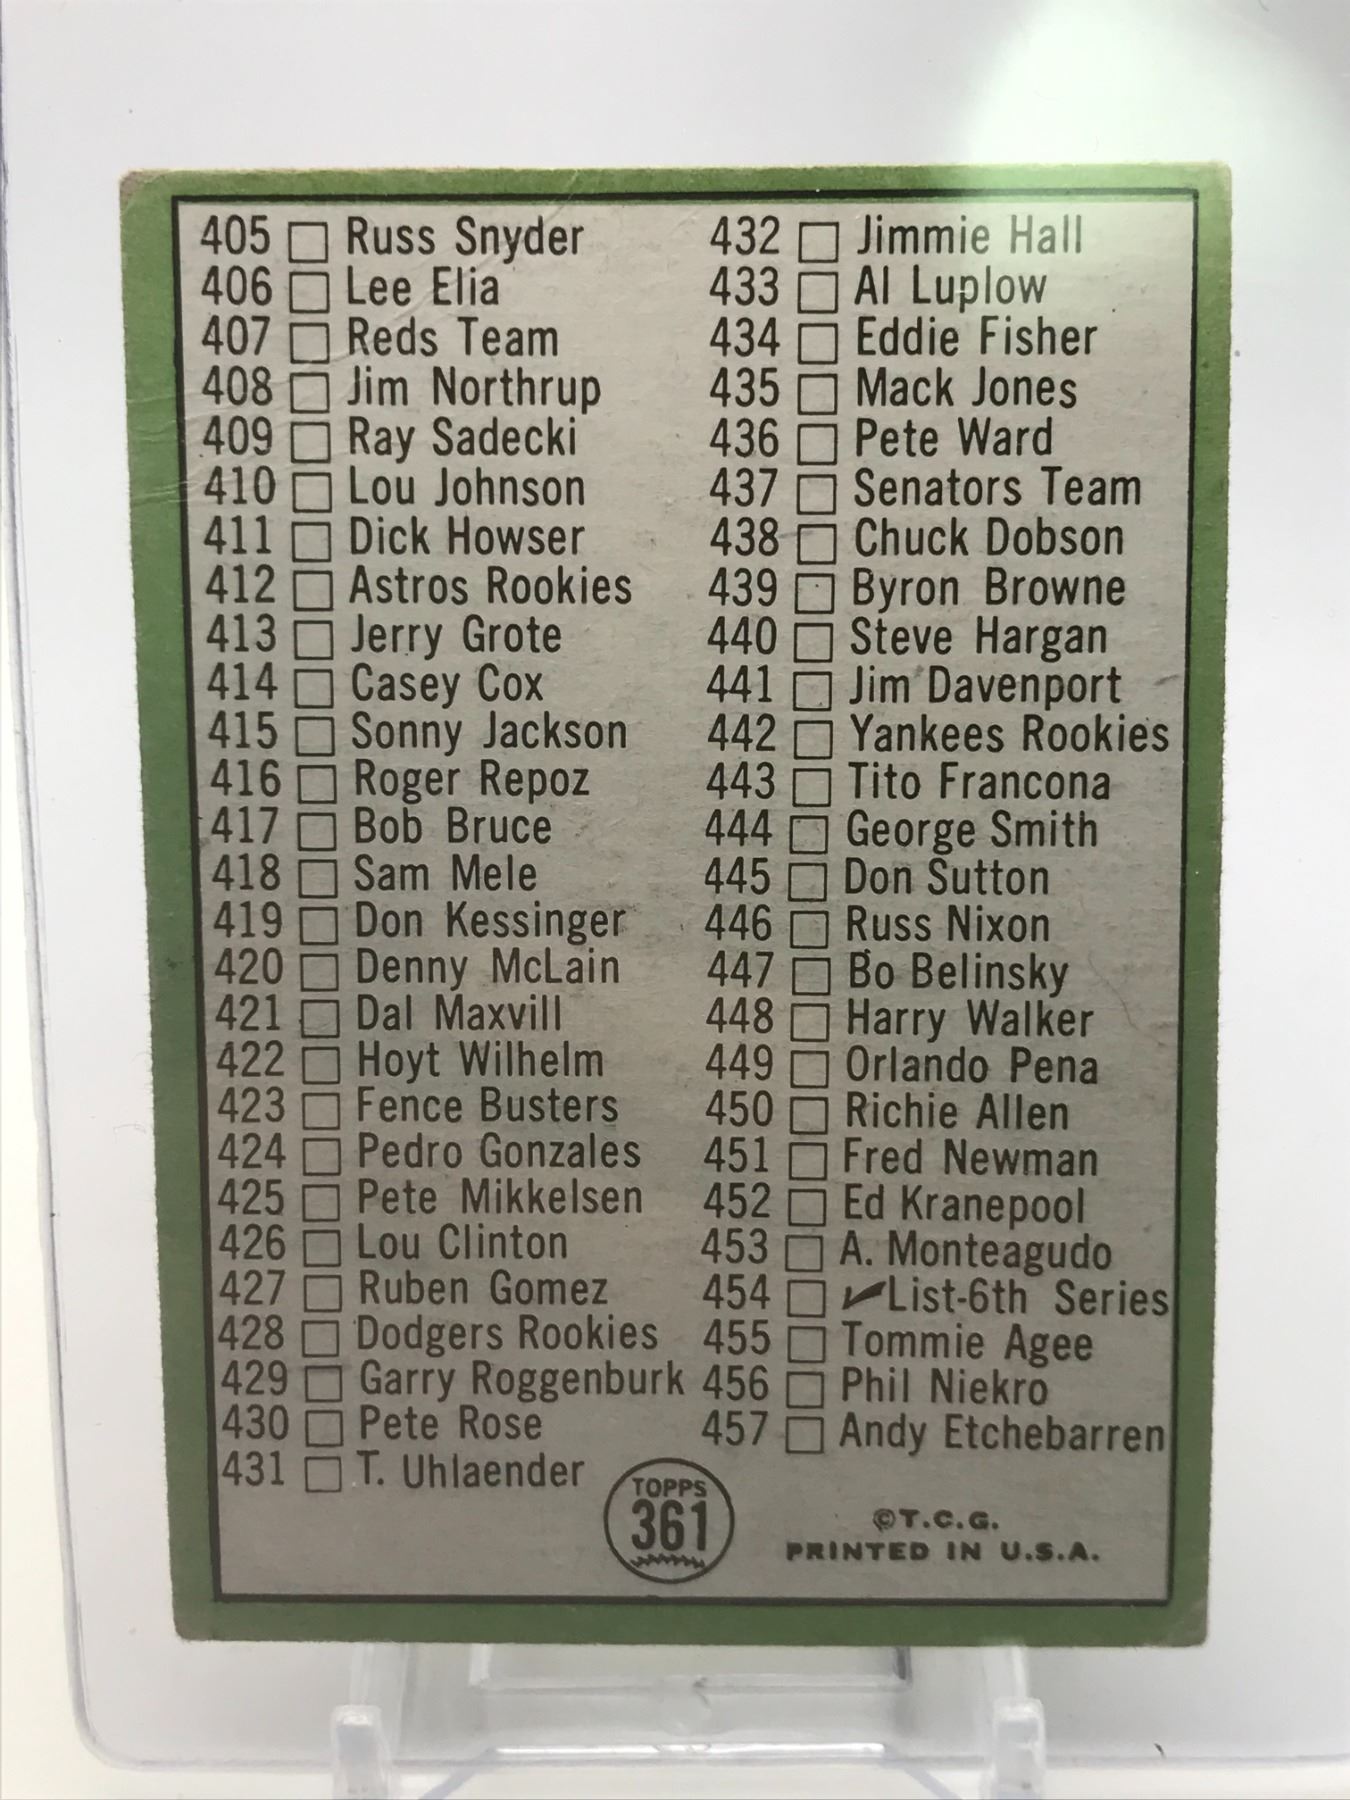 405 Russ Snyder
406 Lee Elia
407 Reds Team
408 Jim Northrup
409 Ray Sadecki
410 Lou Johnson
411 Dick Howser
412 Astros Rookies
413 Jerry Grote
414 Casey Cox
415 Sonny Jackson
416 Roger Repoz
417 Bob Bruce
418 Sam Mele
419 Don Kessinger
420 Denny McLain
421 Dal Maxvill
422 Hoyt Wilhelm
423 Fence Busters
424 Pedro Gonzales
425 Pete Mikkelsen
426 Lou Clinton
427 Ruben Gomez
428 Dodgers Rookies
429 Garry Roggenburk
430 Pete Rose
431 T. Uhlaender
432 Jimmie Hall
433 Al Luplow
434 Eddie Fisher
435 Mack Jones
436 Pete Ward
437 Senators Team
438 Chuck Dobson
439 Byron Browne
440 Steve Hargan
441 Jim Davenport
442 Yankees Rookies
443 Tito Francona
444 George Smith
445 Don Sutton
446 Russ Nixon
447 Bo Belinsky
448 Harry Walker
449 Orlando Pena
450 Richie Allen
451 Fred Newman
452 Ed Kranepool
453 A. Monteagudo
454 ✓List-6th Series
455 Tommie Agee
456 Phil Niekro
457 Andy Etchebarren
TOPPS
361
©T.C.G.
PRINTED IN U.S.A.